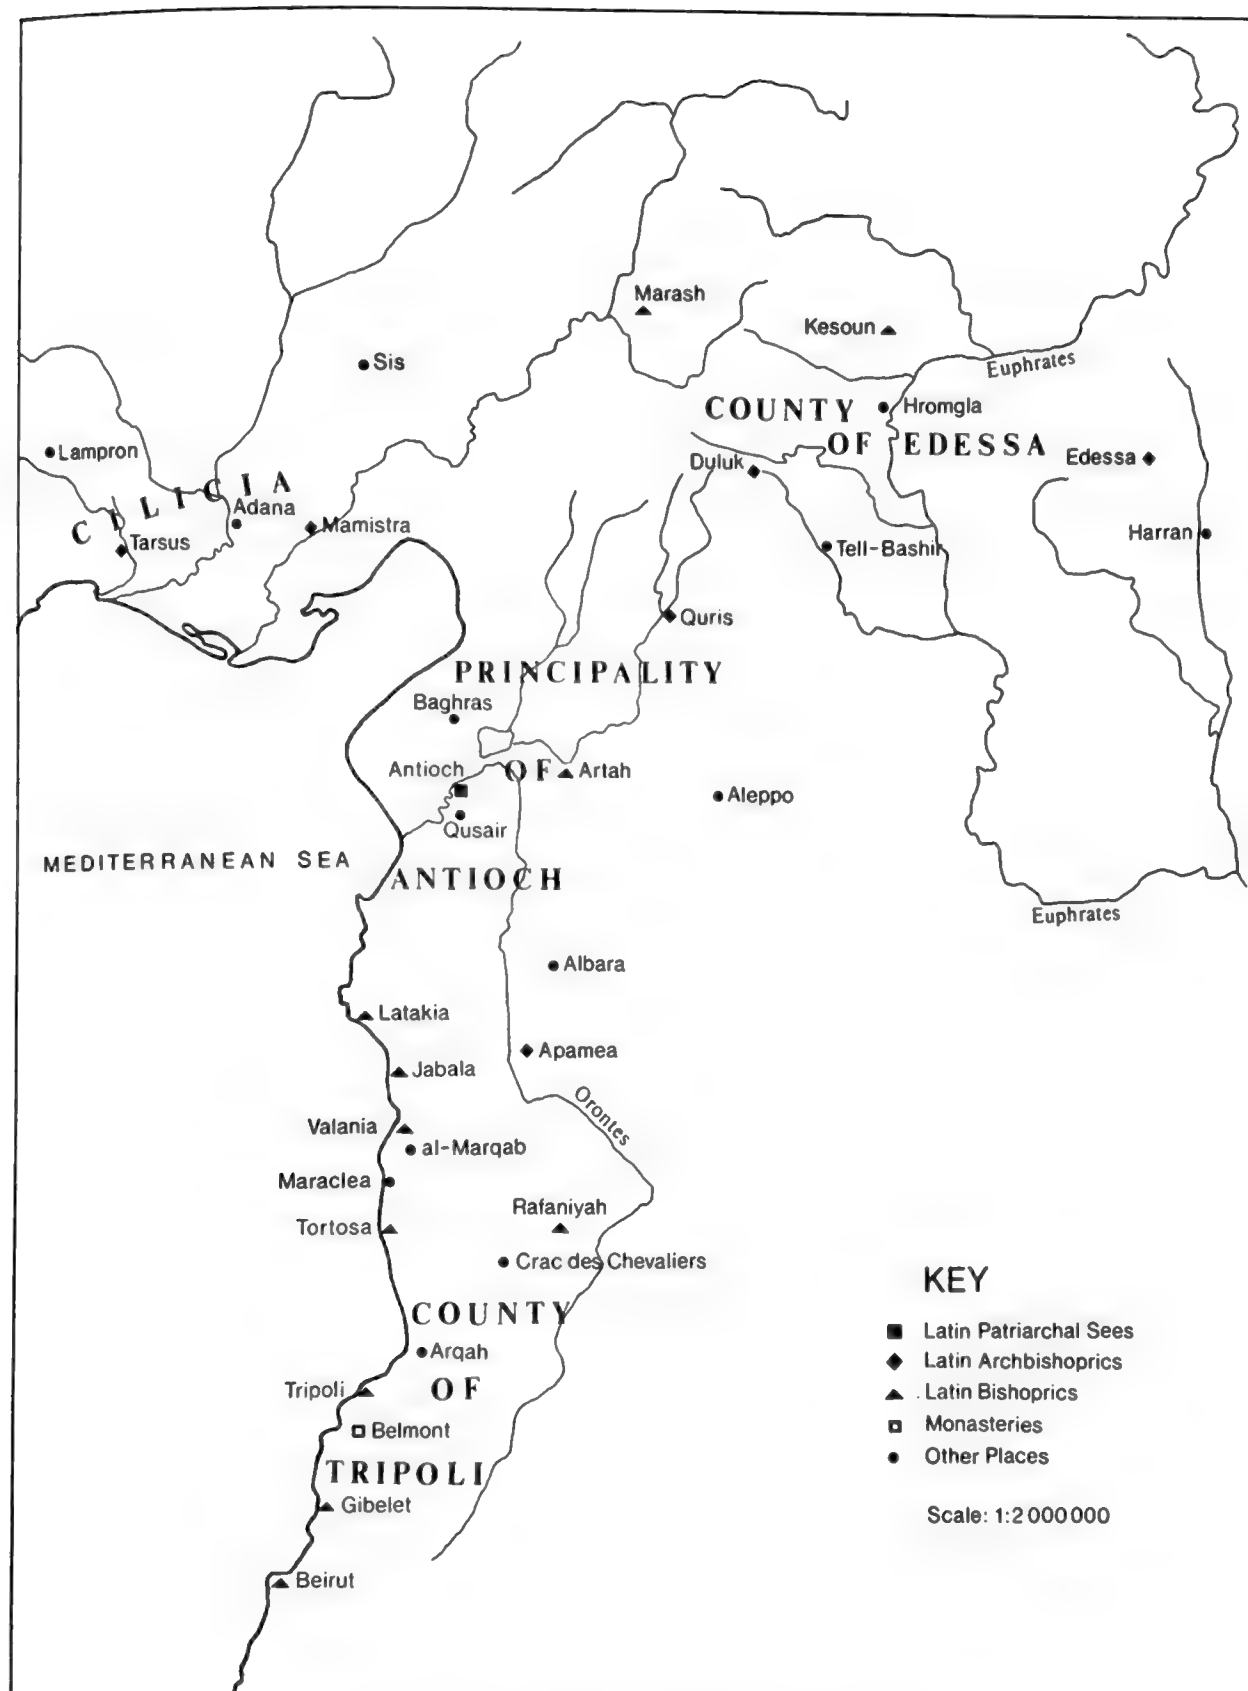 Marash
Kesoun
Euphrates
Sis
COUNTY
Hromgla
OF EDESSA
Lampron
Duluk
Edessa
CILICIA
Adana
Mamistra
Tarsus
Tell-Bashir
Harran
Quris
PRINCIPALITY
Baghras
Antioch
OF
Artah
Aleppo
Qusair
MEDITERRANEAN SEA
ANTIOCH
Euphrates
Albara
Latakia
Apamea
Jabala
Orontes
Valania
al-Marqab
Maraclea
Rafaniyah
Tortosa
Crac des Chevaliers
COUNTY
Arqah
Tripoli
OF
Belmont
TRIPOLI
Gibelet
Beirut
KEY
Latin Patriarchal Sees
Latin Archbishoprics
Latin Bishoprics
Monasteries
Other Places
Scale: 1:2 000 000